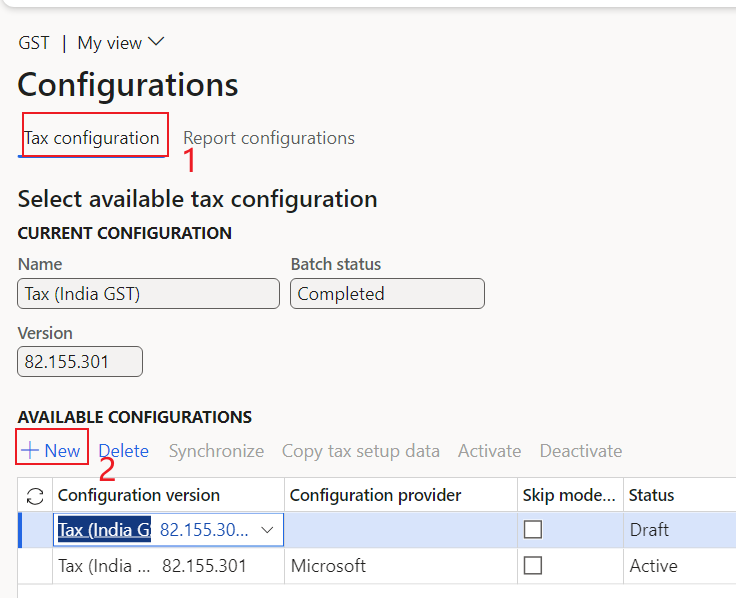 GST | My view
Configurations
Tax configuration Report configurations
1
Select available tax configuration
CURRENT CONFIGURATION
Name Batch status
Tax (India GST) Completed
Version
82.155.301
AVAILABLE CONFIGURATIONS
+ New Delete Synchronize Copy tax setup data Activate Deactivate
2
Configuration version Configuration provider Skip mode... Status
Tax (India G 82.155.30... Draft
Tax (India ... 82.155.301 Microsoft Active